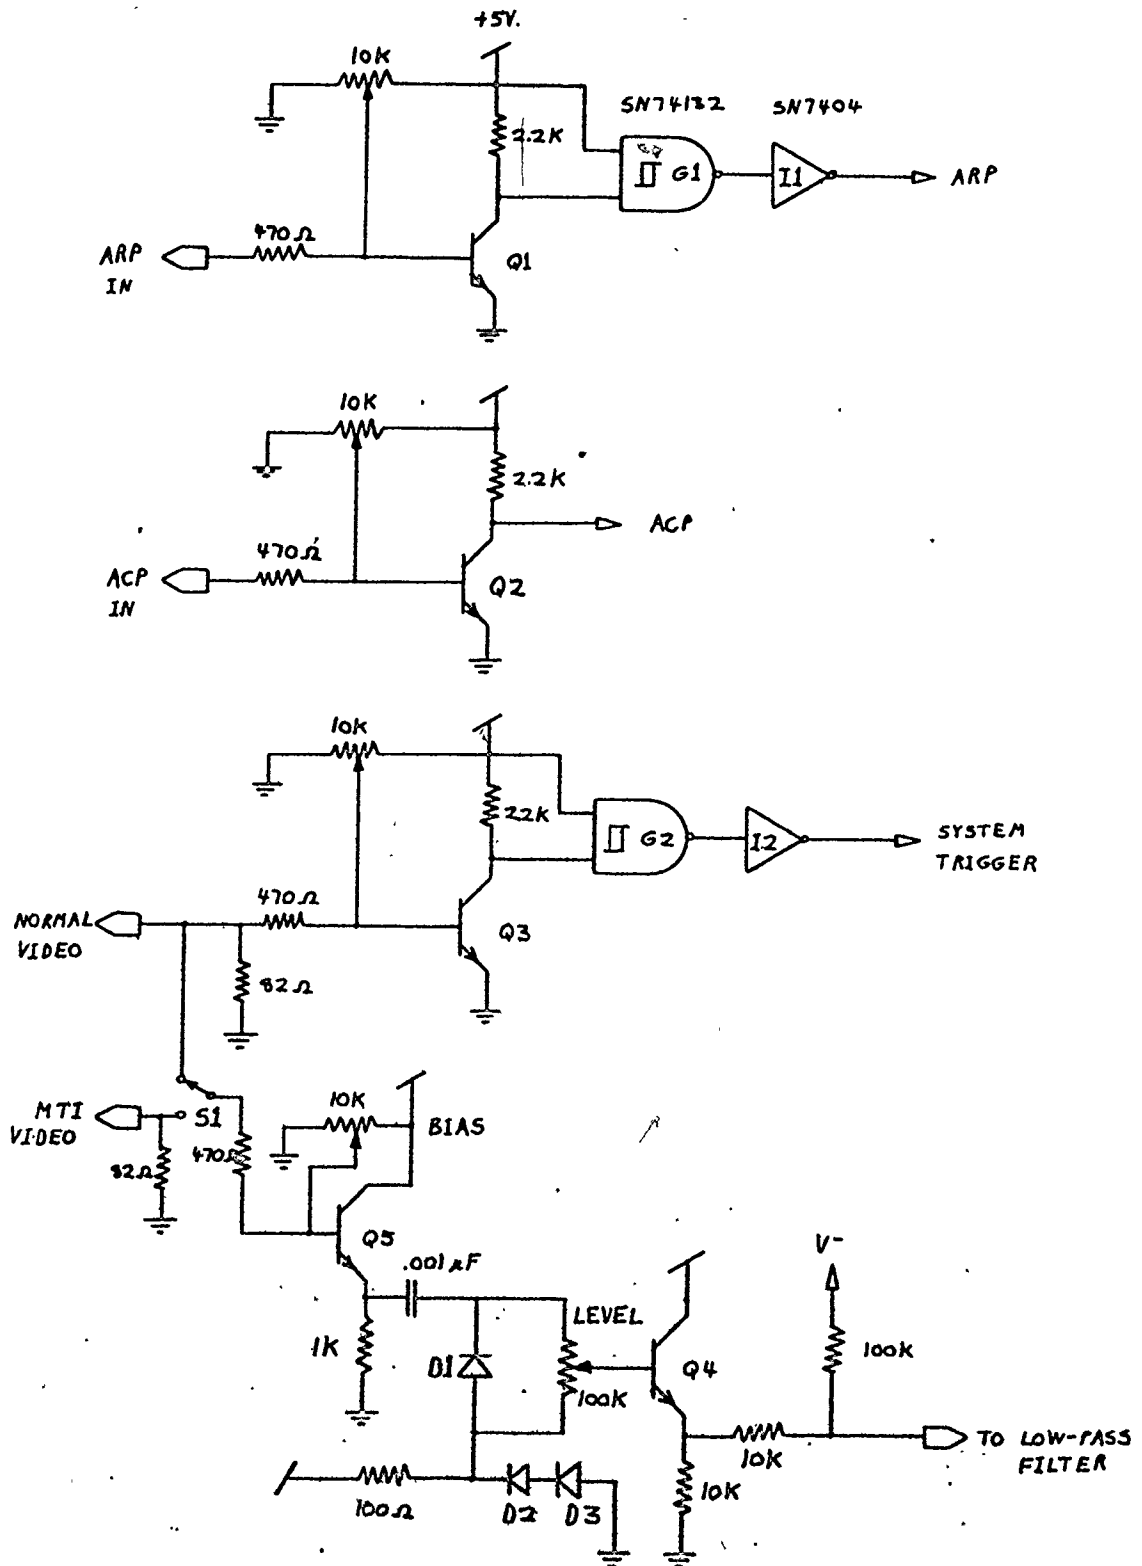 +5V.
10K
SN74132 SN7404
2.2K
G1
I1
ARP
470Ω
ARP
IN
Q1
10K
2.2K
ACP
470Ω
ACP
IN
Q2
10K
22K
G2
I2
SYSTEM
TRIGGER
470Ω
NORMAL
VIDEO
Q3
82Ω
MTI
VIDEO
S1
10K
BIAS
470Ω
82Ω
Q5
.001μF
V-
LEVEL
1K
D1
100K
Q4
100K
10K
TO LOW-PASS
FILTER
100Ω
D2 D3
10K